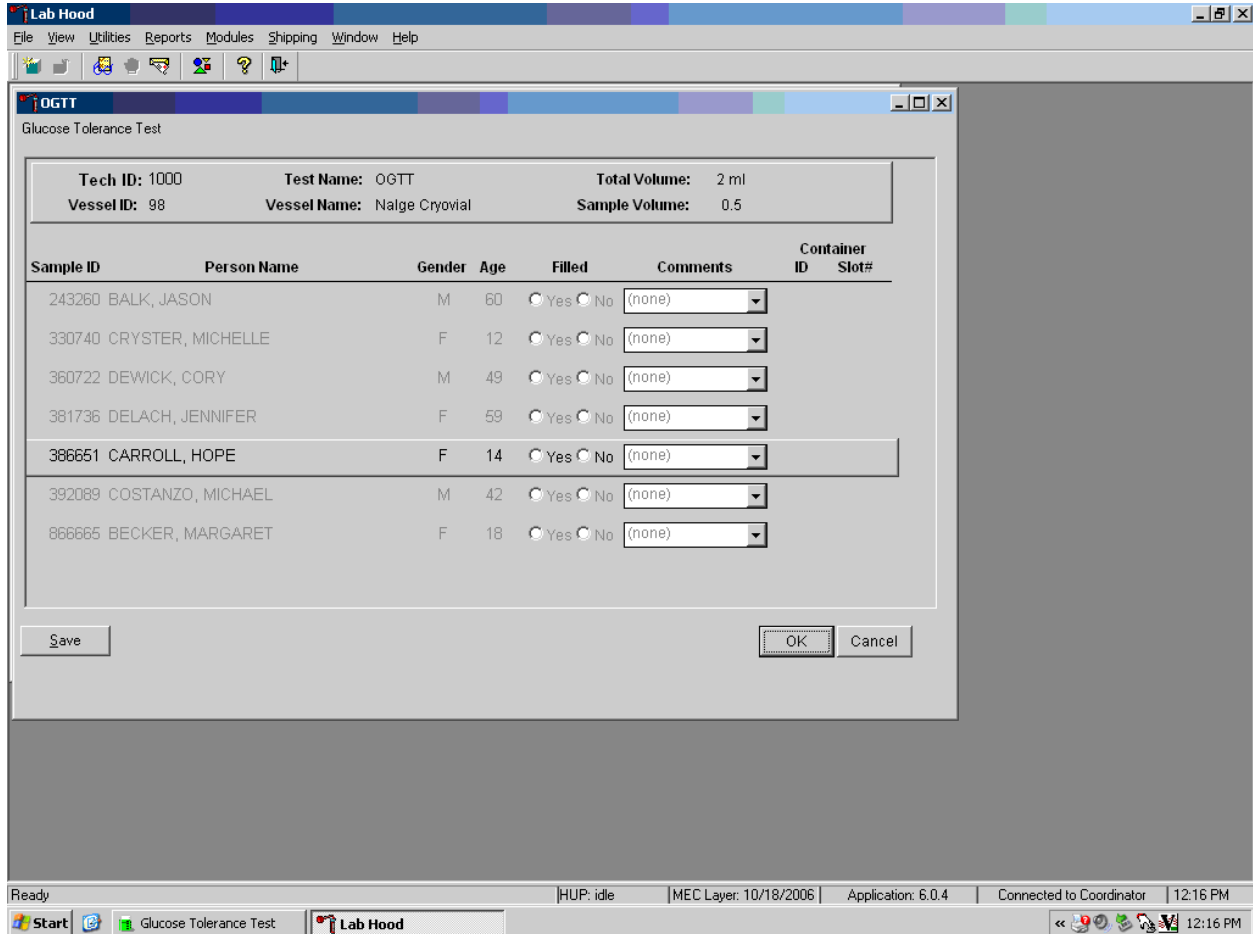 Lab Hood
File View Utilities Reports Modules Shipping Window Help
OGTT
Glucose Tolerance Test
Tech ID: 1000 Test Name: OGTT Total Volume: 2 ml
Vessel ID: 98 Vessel Name: Nalge Cryovial Sample Volume: 0.5
Container
Sample ID Person Name Gender Age Filled Comments ID Slot#
243260 BALK, JASON M 60 Yes No (none)
330740 CRYSTER, MICHELLE F 12 Yes No (none)
360722 DEWICK, CORY M 49 Yes No (none)
381736 DELACH, JENNIFER F 59 Yes No (none)
386651 CARROLL, HOPE F 14 Yes No (none)
392089 COSTANZO, MICHAEL M 42 Yes No (none)
866665 BECKER, MARGARET F 18 Yes No (none)
Save OK Cancel
Ready HUP: idle MEC Layer: 10/18/2006 Application: 6.0.4 Connected to Coordinator 12:16 PM
Start Glucose Tolerance Test Lab Hood « 12:16 PM